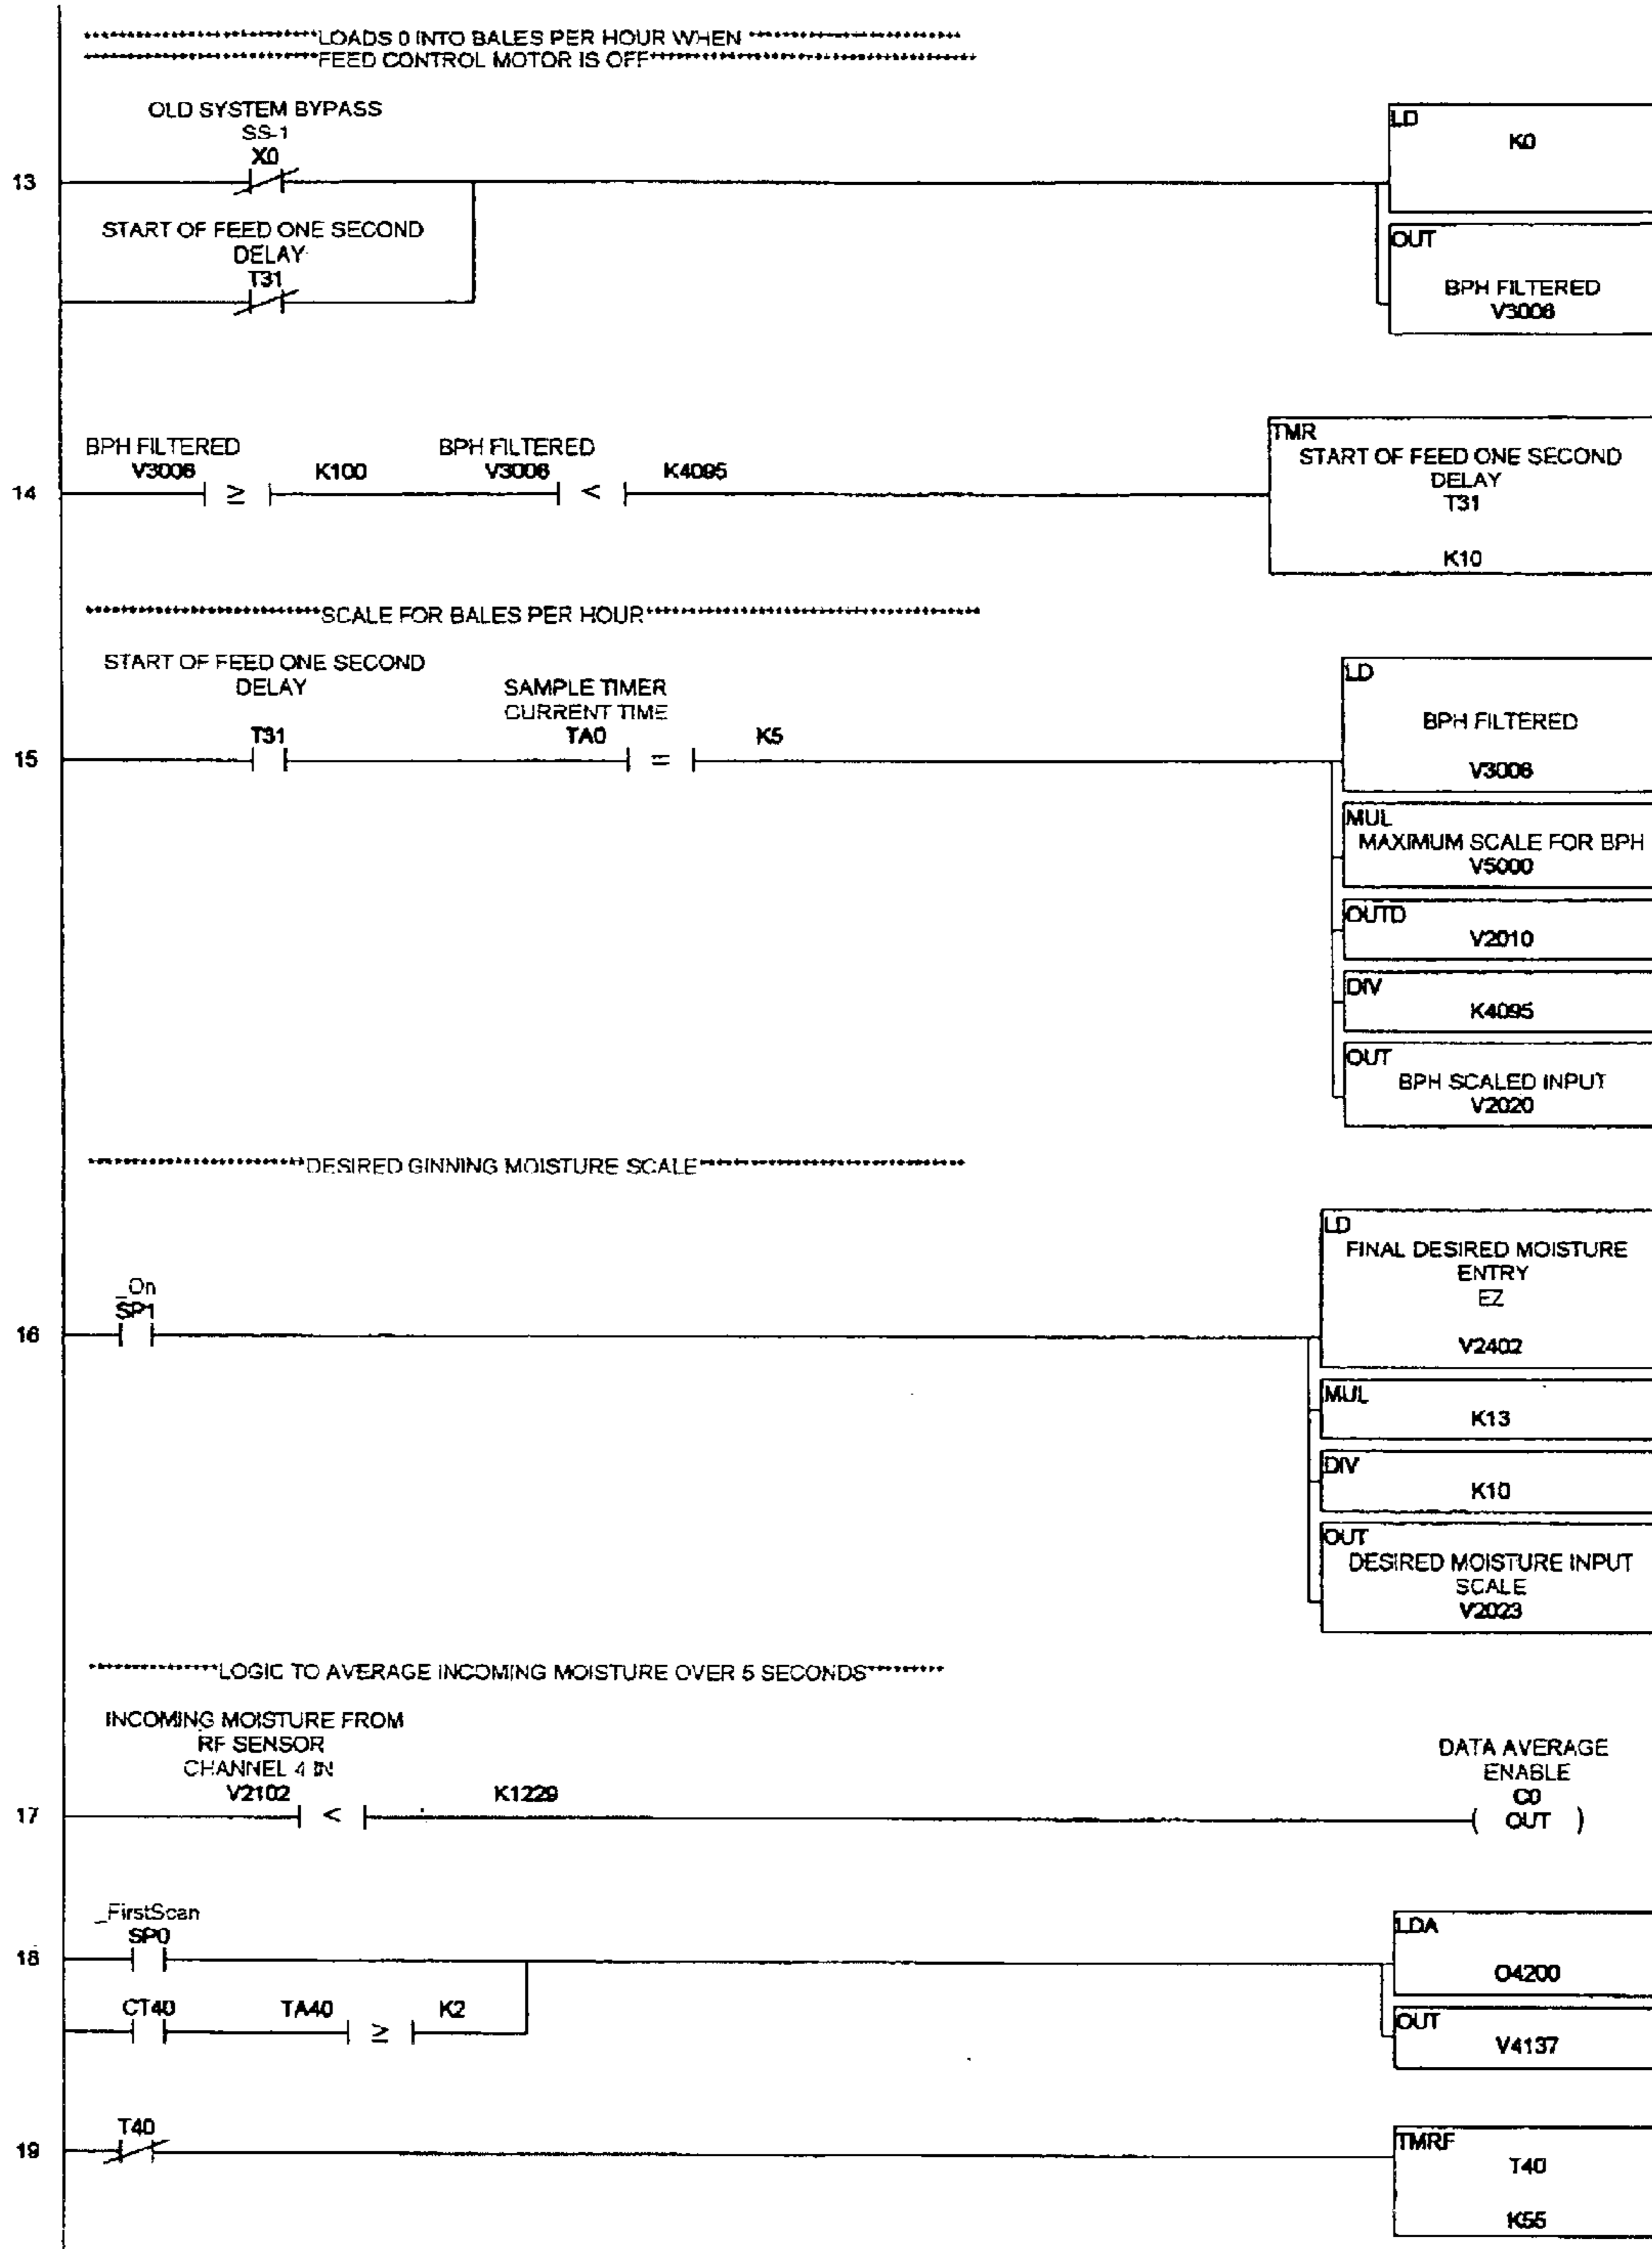 **********************LOADS 0 INTO BALES PER HOUR WHEN********************
**********************FEED CONTROL MOTOR IS OFF******************************
OLD SYSTEM BYPASS
SS-1
X0
13
LD
K0
START OF FEED ONE SECOND
DELAY
T31
OUT
BPH FILTERED
V3006
BPH FILTERED
V3006
≥
K100
BPH FILTERED
V3006
<
K4095
14
TMR
START OF FEED ONE SECOND
DELAY
T31
K10
**********************SCALE FOR BALES PER HOUR********************************
START OF FEED ONE SECOND
DELAY
T31
SAMPLE TIMER
CURRENT TIME
TA0
=
K5
15
LD
BPH FILTERED
V3006
MUL
MAXIMUM SCALE FOR BPH
V5000
OUTD
V2010
DIV
K4095
OUT
BPH SCALED INPUT
V2020
********************DESIRED GINNING MOISTURE SCALE*************************
_On
SP1
16
LD
FINAL DESIRED MOISTURE
ENTRY
EZ
V2402
MUL
K13
DIV
K10
OUT
DESIRED MOISTURE INPUT
SCALE
V2023
************LOGIC TO AVERAGE INCOMING MOISTURE OVER 5 SECONDS*******
INCOMING MOISTURE FROM
RF SENSOR
CHANNEL 4 IN
V2102
<
K1229
17
DATA AVERAGE
ENABLE
C0
( OUT )
_FirstScan
SP0
18
LDA
O4200
CT40
TA40
≥
K2
OUT
V4137
T40
19
TMRF
T40
K55